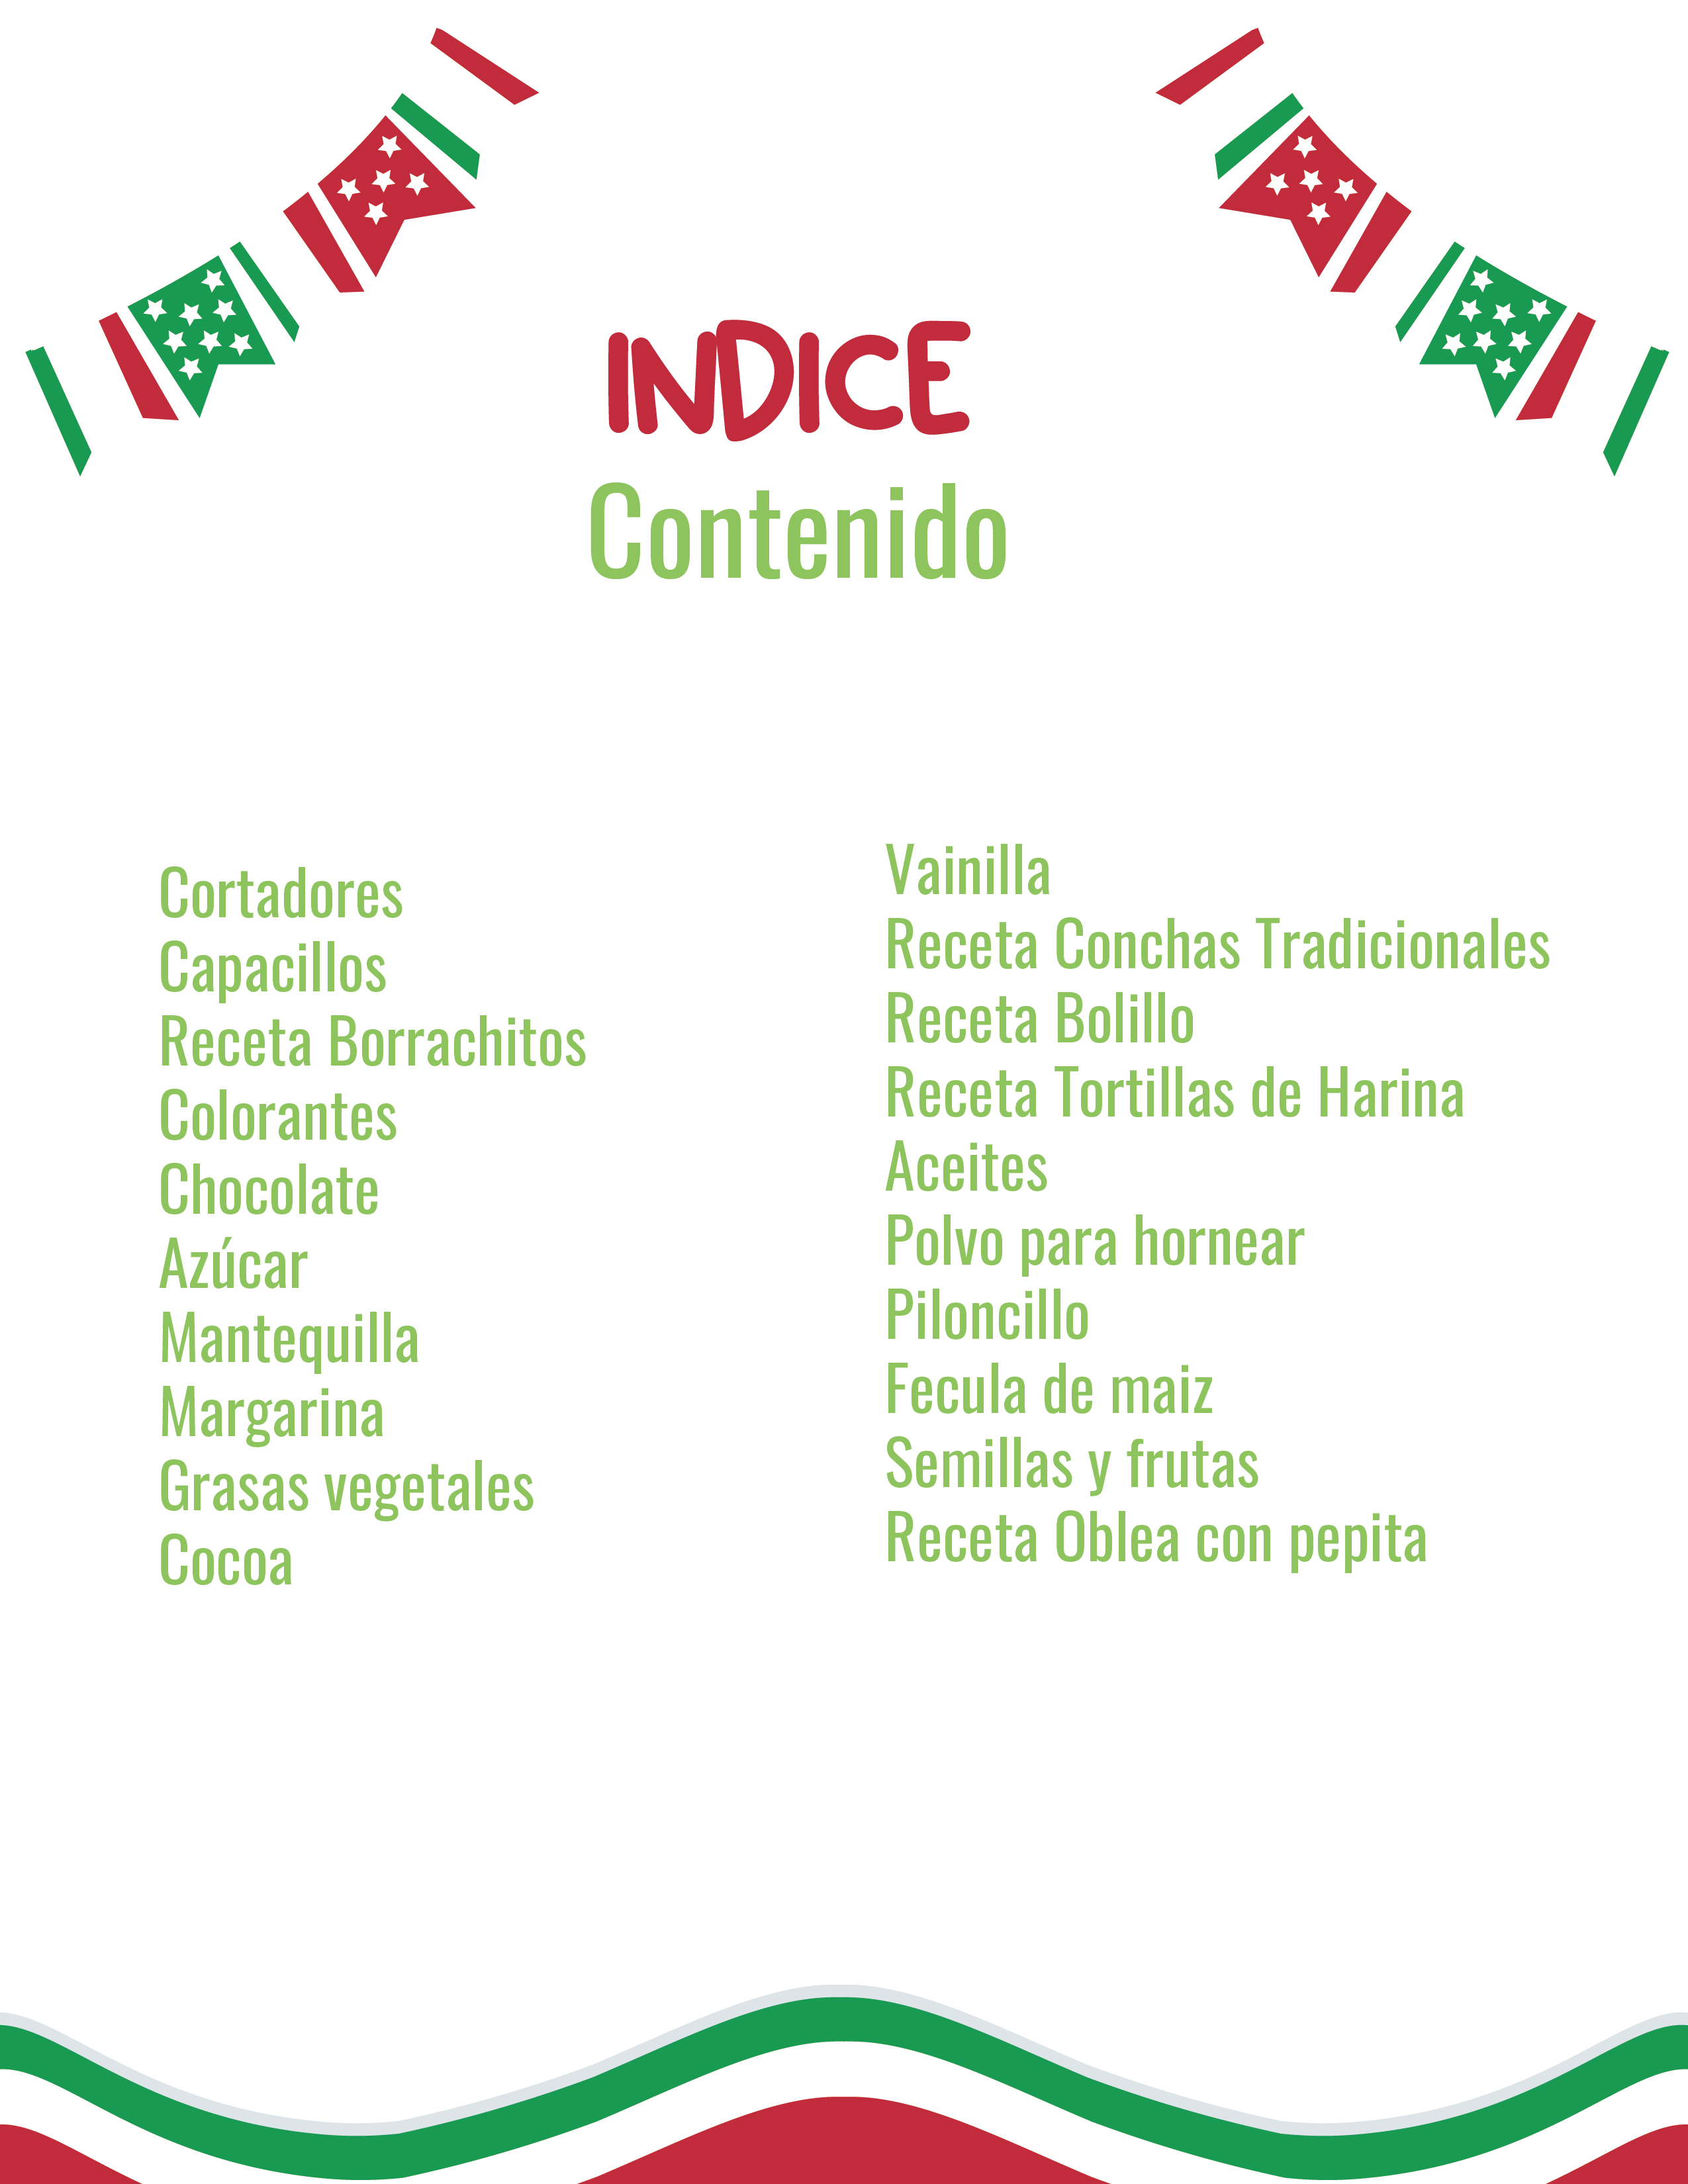 INDICE
Contenido
Cortadores
Capacillos
Receta Borrachitos
Colorantes
Chocolate
Azúcar
Mantequilla
Margarina
Grasas vegetales
Cocoa
Vainilla
Receta Conchas Tradicionales
Receta Bolillo
Receta Tortillas de Harina
Aceites
Polvo para hornear
Piloncillo
Fecula de maiz
Semillas y frutas
Receta Oblea con pepita